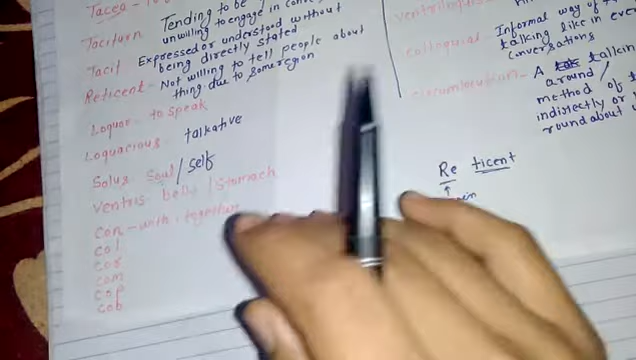 Tacea -
Taciturn Tending to be
unwilling to engage in
Tacit Expressed or understood without
being directly stated
Reticent - Not willing to tell people about
thing due to some reason
Loquor - to speak
Loquacious talkative
Solus soul / self
Ventris - belly / stomach
con - with, together
col
cor
com
cop
cob
colloquial - Informal way of
talking like in
conversations
A talkin
around /
method of
indirectly or
round about
Re ticent